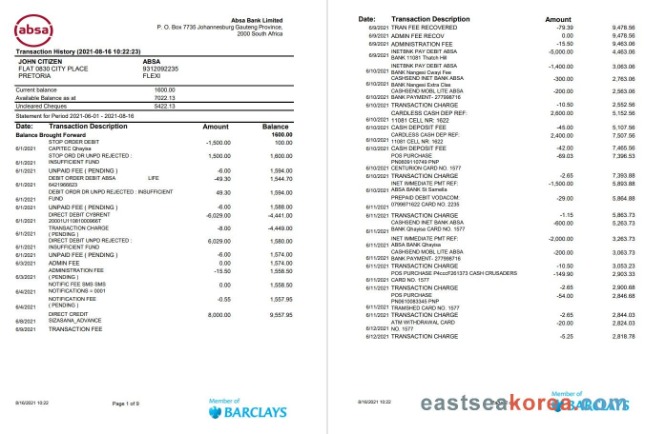 absa
Absa Bank Limited
P. O. Box 7730 Johannesburg Gauteng Province,
2000 South Africa
Transaction History (2021-08-16 10:22:23)
JOHN CITIZEN ABSA
FLAT 0830 CITY PLACE 9312092235
PRETORIA FLEXI
Current balance 1600.00
Available Balance as at 7022.13
Uncleared Cheques 5422.13
Statement for Period 2021-06-01 - 2021-08-16
Date: Transaction Description Amount Balance
Balance Brought Forward 1600.00
STOP ORDER DEBIT -1,500.00 100.00
6/1/2021 CAPITEC Qhayisa
STOP ORD DR UNPD REJECTED : 1,500.00 1,600.00
6/1/2021 INSUFFICIENT FUND
6/1/2021 UNPAID FEE ( PENDING ) -6.00 1,594.00
DEBIT ORDER DEBIT ABSA LIFE -49.30 1,544.70
6/1/2021
DEBIT ORDR DR UNPD REJECTED : INSUFFICIENT 49.30 1,594.00
6/1/2021 FUND
6/1/2021 UNPAID FEE ( PENDING ) -6.00 1,588.00
DIRECT DEBIT CYBRENT -6,029.00 -4,441.00
6/1/2021
TRANSACTION CHARGE -8.00 -4,449.00
6/1/2021 ( PENDING )
DIRECT DEBIT UNPD REJECTED : 6,029.00 1,580.00
6/1/2021 INSUFFICIENT FUND
6/1/2021 UNPAID FEE ( PENDING ) -6.00 1,574.00
6/3/2021 ADMIN FEE 0.00 1,574.00
ADMINISTRATION FEE -15.50 1,558.50
6/3/2021 ( PENDING )
NOTIFIC FEE SMS SMS 0.00 1,558.50
6/4/2021 NOTIFICATIONS = 0001
NOTIFICATION FEE -0.55 1,557.95
6/4/2021 ( PENDING )
DIRECT CREDIT 8,000.00 9,557.95
6/9/2021 SIZASANA_ADVANCE
6/9/2021 TRANSACTION FEE
8/16/2021 10:22 Page 1 of 8
Member of
BARCLAYS
Date: Transaction Description Amount
6/9/2021 TRAN FEE RECOVERED -79.39 9,478.56
6/9/2021 ADMIN FEE RECOV 0.00 9,478.56
6/9/2021 ADMINISTRATION FEE -15.50 9,463.06
INETBNK PAY DEBIT ABSA -5,000.00 4,463.06
6/9/2021 BANK 11081 Thatch Hill
INETBNK PAY DEBIT ABSA -1,400.00 3,063.06
6/10/2021 BANK Nangesi Cwayi Fee
CASHSEND INET BANK ABSA -300.00 2,763.06
6/10/2021 BANK Nangesi Extra Clss
CASHSEND MOBL LITE ABSA -200.00 2,563.06
6/10/2021 BANK PAYMENT- 277998716
6/10/2021 TRANSACTION CHARGE -10.50 2,552.56
CARDLESS CASH DEP REF: 2,600.00 5,152.56
6/10/2021 11081 CELL NR: 1622
6/10/2021 CASH DEPOSIT FEE -45.00 5,107.56
CARDLESS CASH DEP REF: 2,400.00 7,507.56
6/10/2021 11081 CELL NR: 1622
6/10/2021 CASH DEPOSIT FEE -42.00 7,465.56
POS PURCHASE -69.03 7,396.53
PN0609110749 PNP
6/10/2021 CENTURION CARD NO. 1577
6/10/2021 TRANSACTION CHARGE -2.65 7,393.88
INET IMMEDIATE PMT REF: -1,500.00 5,893.88
6/10/2021 ABSA BANK St Samella
PREPAID DEBIT VODACOM: -29.00 5,864.88
6/11/2021 0799871622 CARD NO. 2235
6/11/2021 TRANSACTION CHARGE -1.15 5,863.73
CASHSEND INET BANK ABSA -600.00 5,263.73
6/11/2021 BANK Qhayisa CARD NO. 1577
INET IMMEDIATE PMT REF: -2,000.00 3,263.73
6/11/2021 ABSA BANK Qhayisa
CASHSEND MOBL LITE ABSA -200.00 3,063.73
6/11/2021 BANK PAYMENT- 277998716
6/11/2021 TRANSACTION CHARGE -10.50 3,053.23
POS PURCHASE CASH CRUSADERS -149.90 2,903.33
6/11/2021 CARD NO. 1577
6/11/2021 TRANSACTION CHARGE -2.65 2,900.68
POS PURCHASE -54.00 2,846.68
PN0610083345 PNP
6/11/2021 TRAMSHED CARD NO. 1577
6/11/2021 TRANSACTION CHARGE -2.65 2,844.03
ATM WITHDRAWAL CARD -20.00 2,824.03
6/12/2021 NO. 1577
6/12/2021 TRANSACTION CHARGE -5.25 2,818.78
8/16/2021 10:22
Member of
BARCLAYS
eastseakorea.com